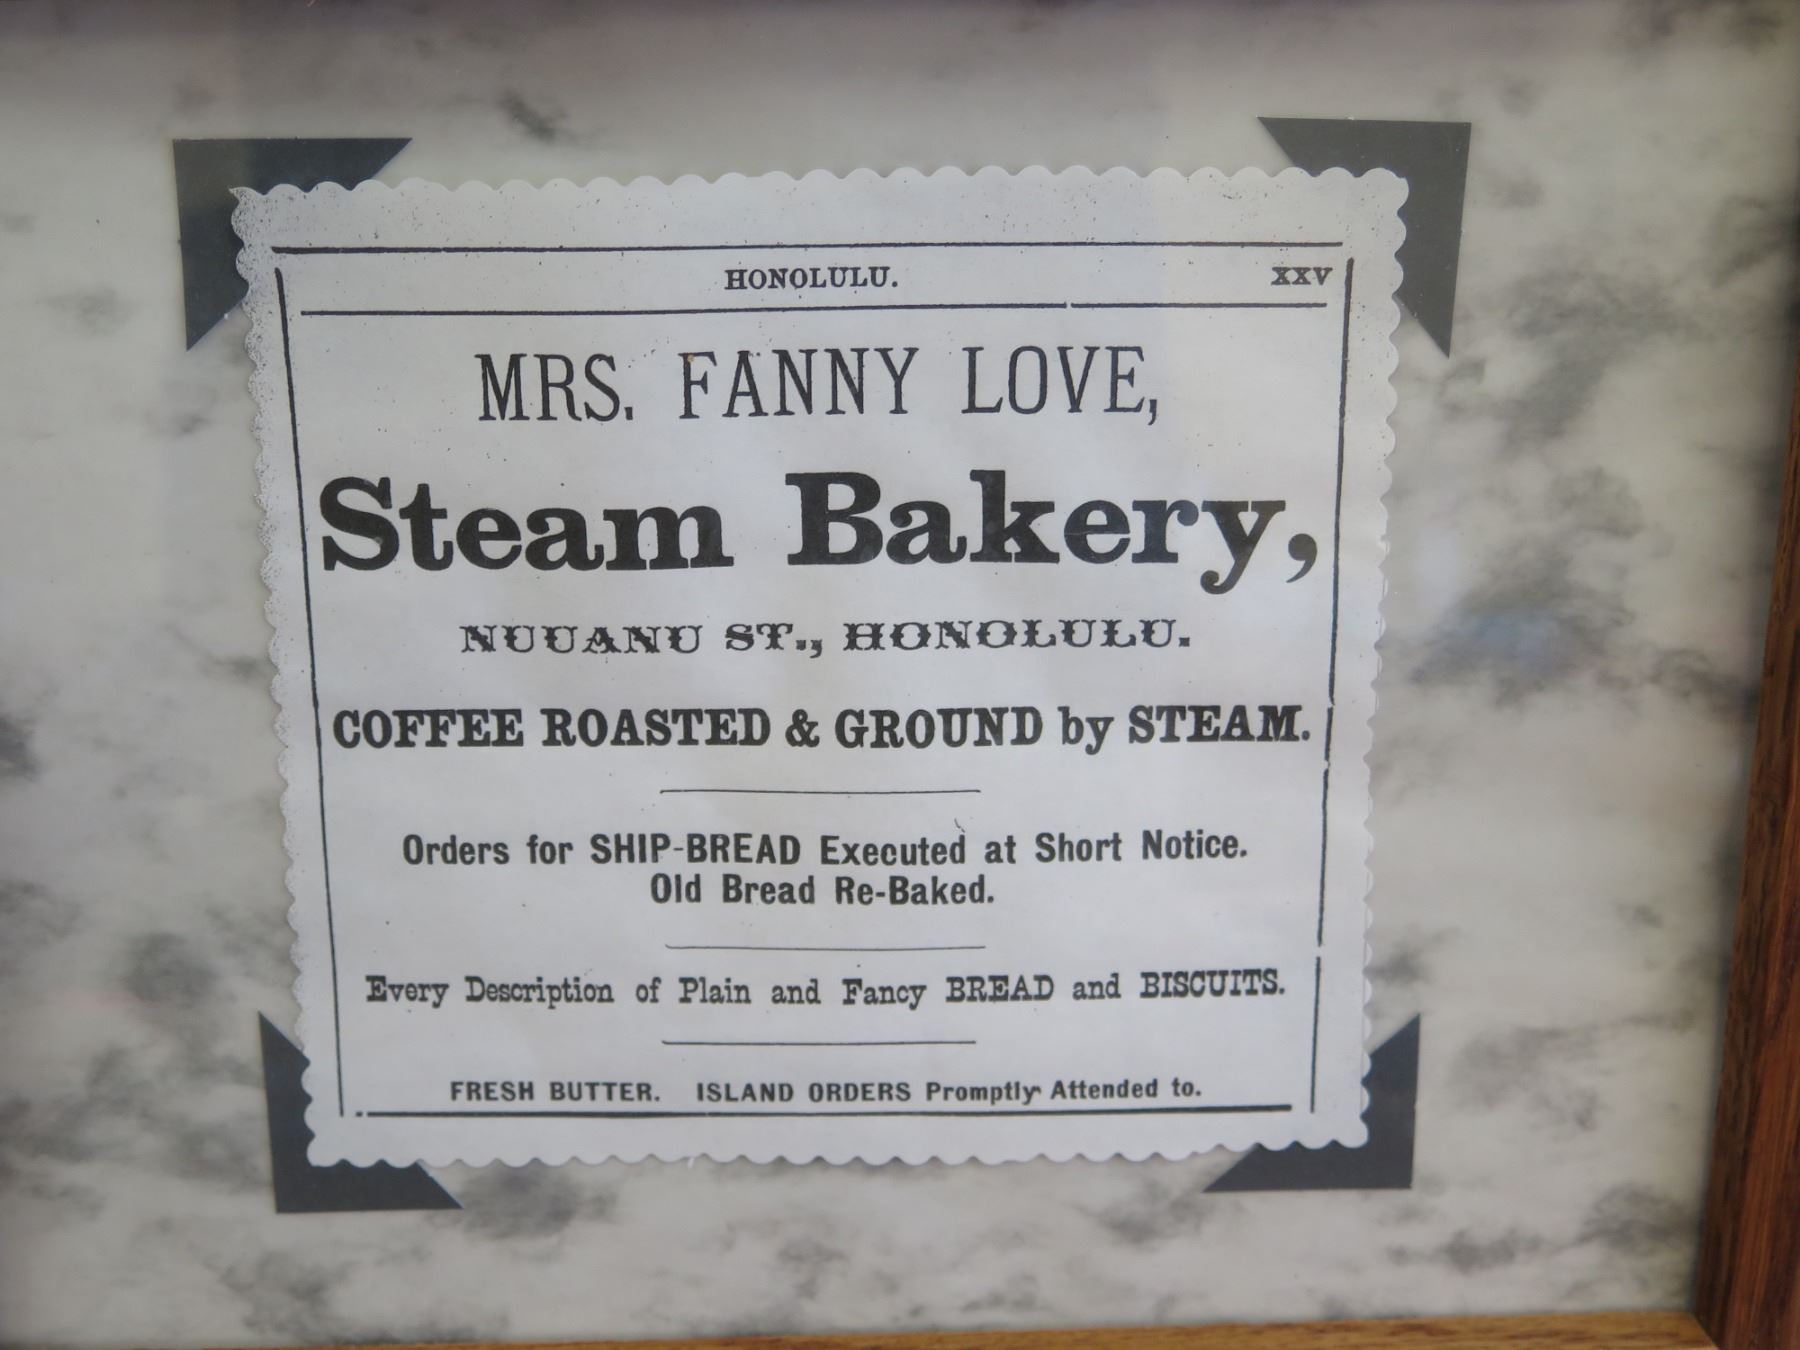 HONOLULU. XXV
MRS. FANNY LOVE,
Steam Bakery,
NUUANU ST., HONOLULU.
COFFEE ROASTED & GROUND by STEAM.
Orders for SHIP-BREAD Executed at Short Notice.
Old Bread Re-Baked.
Every Description of Plain and Fancy BREAD and BISCUITS.
FRESH BUTTER. ISLAND ORDERS Promptly Attended to.